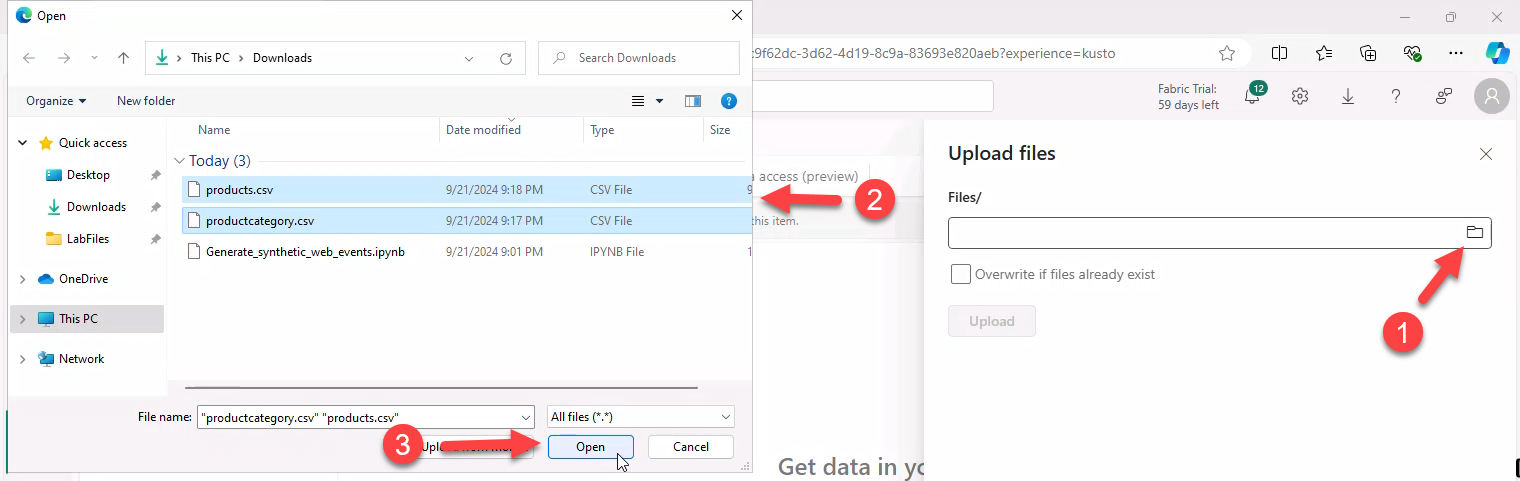 Open
This PC > Downloads
Search Downloads
:9f62dc-3d62-4d19-8c9a-83693e820aeb?experience=kusto
Organize
New folder
Fabric Trial:
59 days left
12
Name
Date modified
Type
Size
Quick access
Desktop
Downloads
LabFiles
OneDrive
This PC
Network
Today (3)
products.csv 9/21/2024 9:18 PM CSV File 9
productcategory.csv 9/21/2024 9:17 PM CSV File
Generate_synthetic_web_events.ipynb 9/21/2024 9:01 PM IPYNB File 1
2
a access (preview)
this item.
Upload files
Files/
Overwrite if files already exist
Upload
1
File name: "productcategory.csv" "products.csv"
All files (*.*)
3
Open
Cancel
Get data in yo